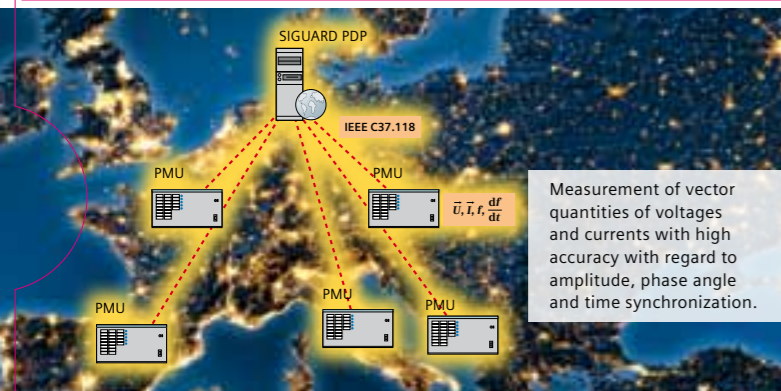 SIGUARD PDP
IEEE C37.118
PMU
PMU
U⃗, I⃗, f, df/dt
Measurement of vector
quantities of voltages
and currents with high
accuracy with regard to
amplitude, phase angle
and time synchronization.
PMU
PMU
PMU